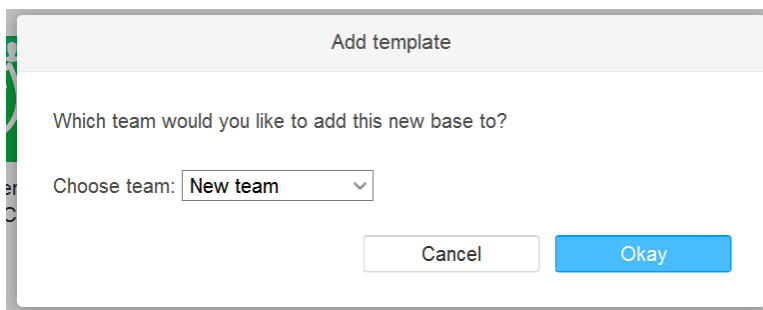 Add template
Which team would you like to add this new base to?
Choose team: New team
Cancel Okay